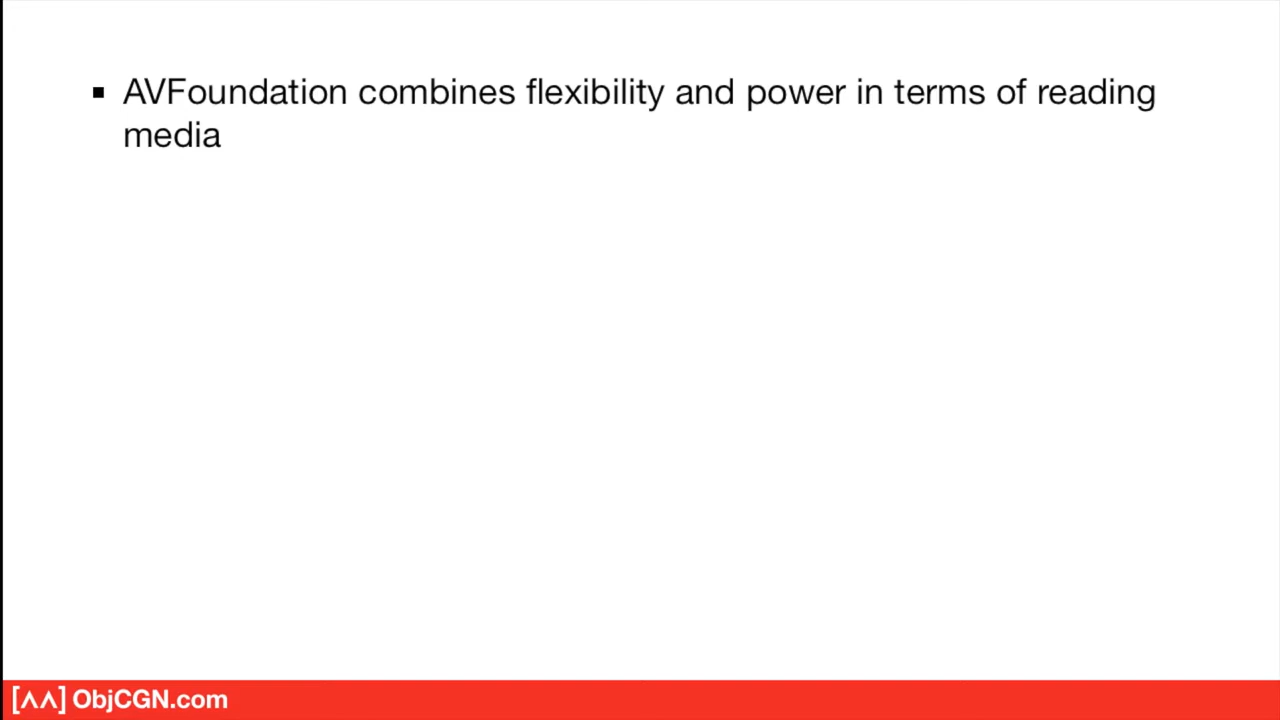 ▪ AVFoundation combines flexibility and power in terms of reading
media
[ʌʌ] ObjCGN.com